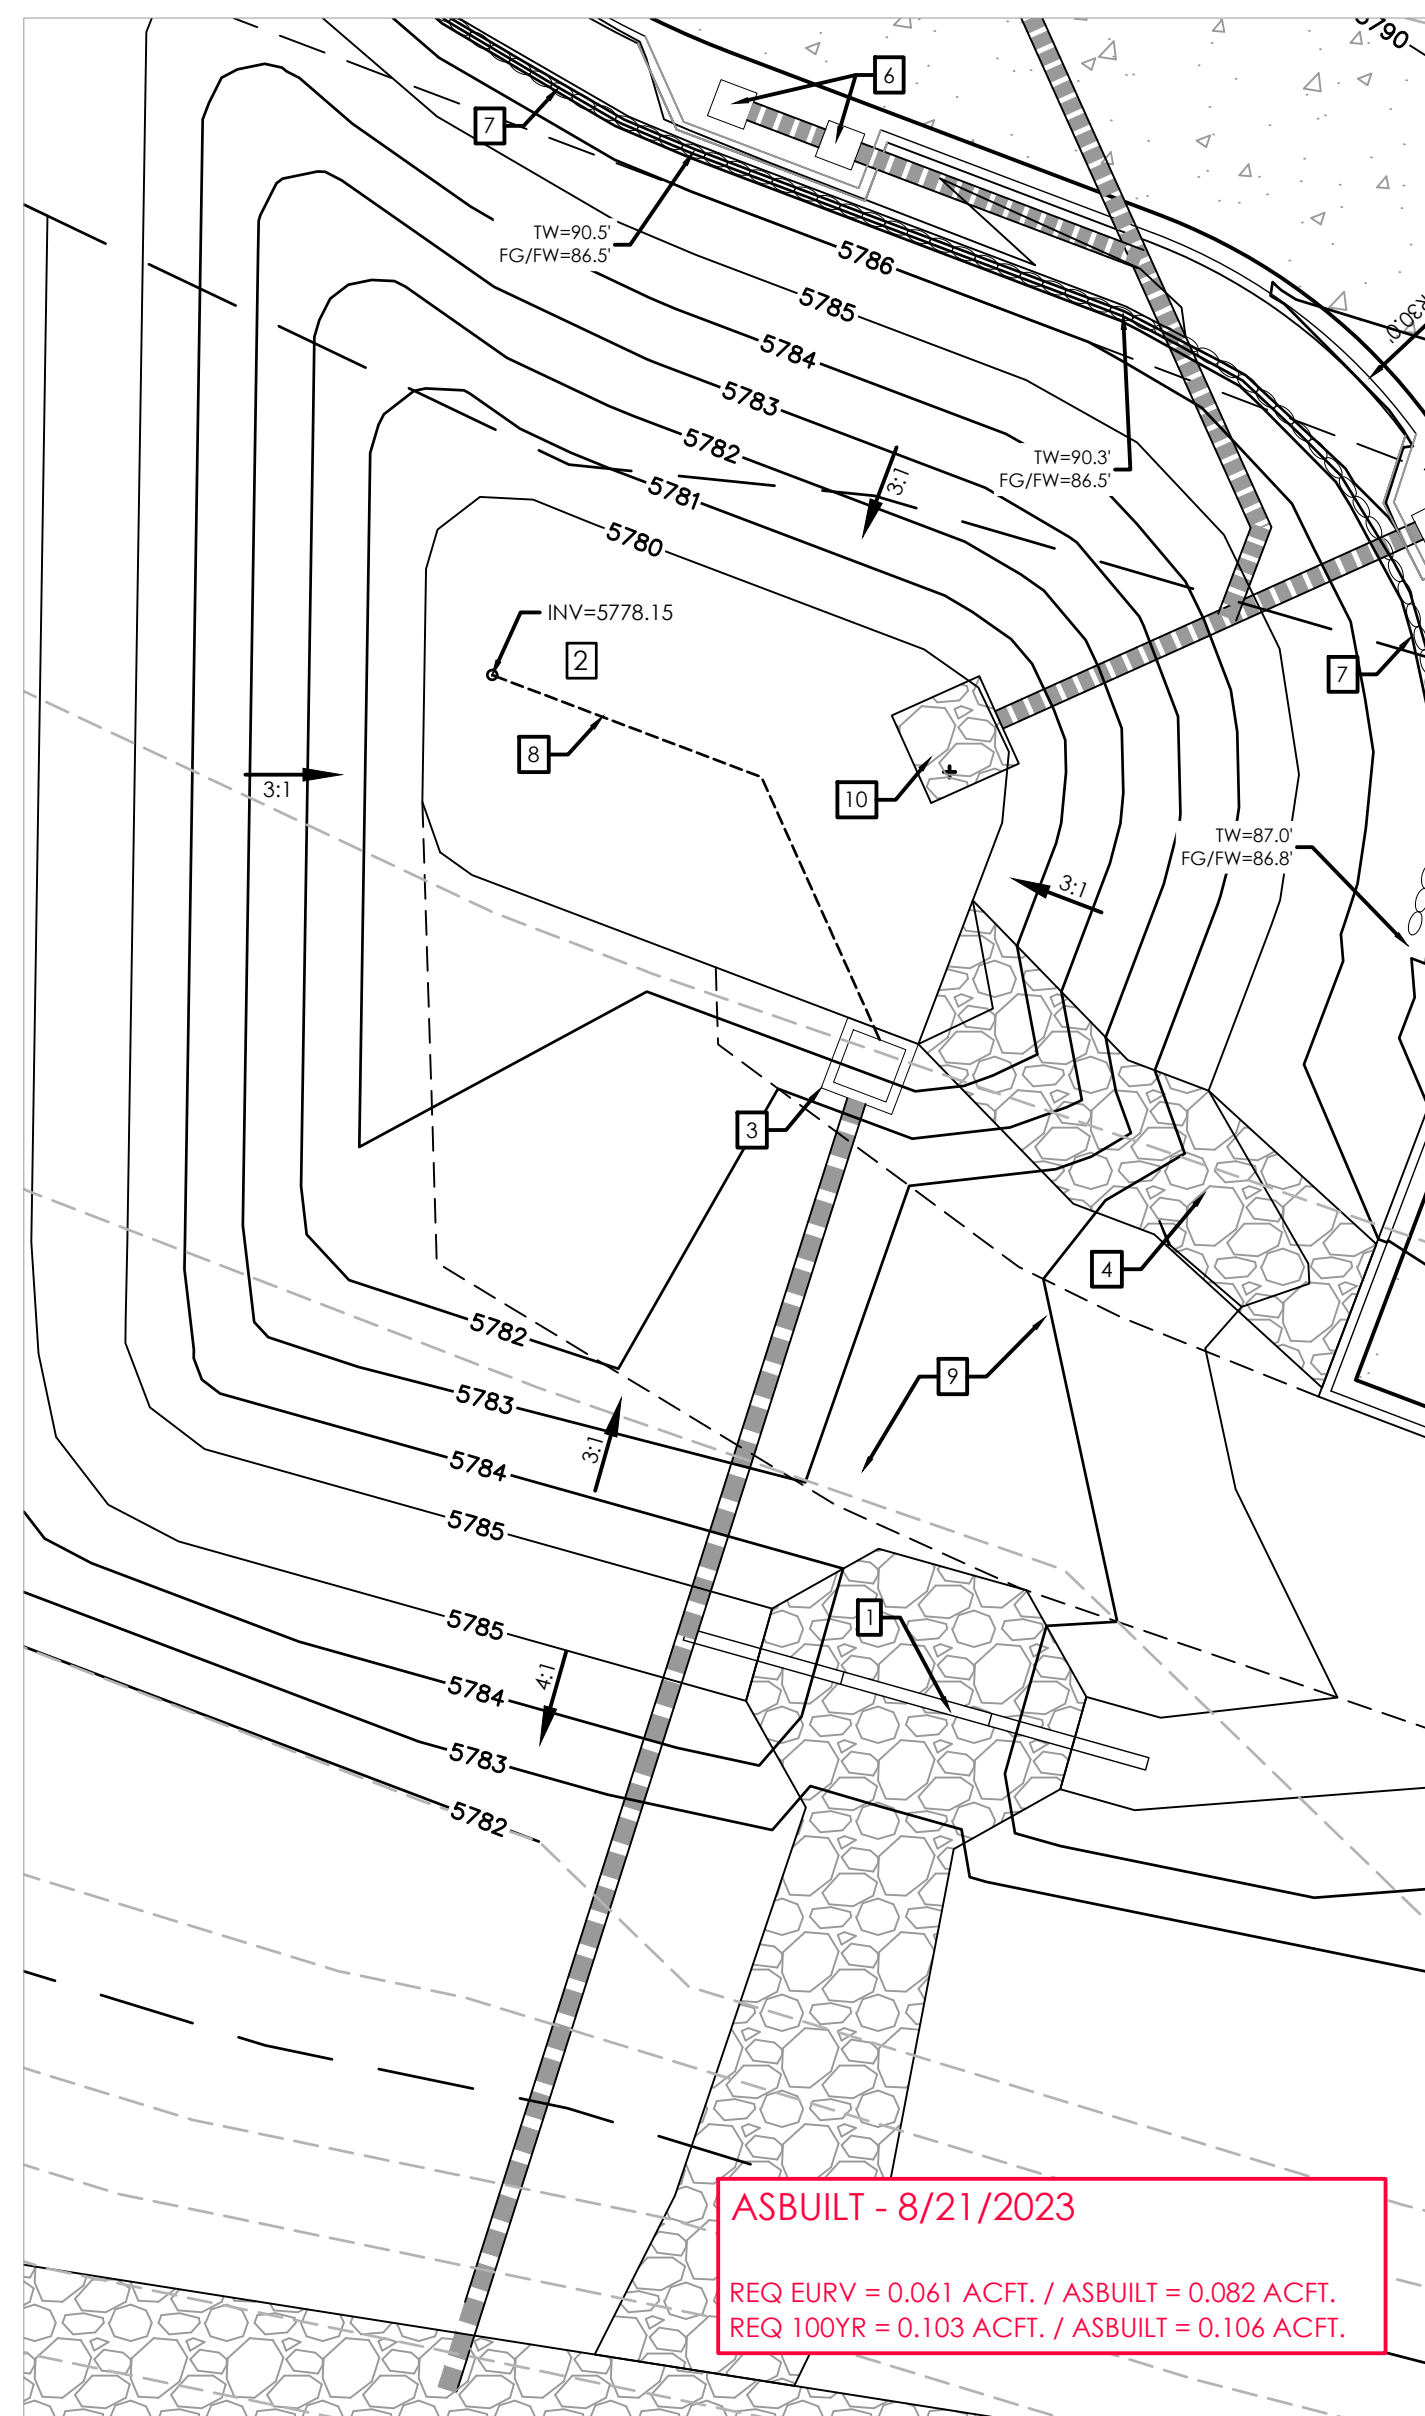 5790
6
7
TW=90.5'
FG/FW=86.5'
5786
5785
5784
5783
5782
5781
5780
R30.0'
TW=90.3'
FG/FW=86.5'
3:1
INV=5778.15
2
7
8
3:1
10
TW=87.0'
FG/FW=86.8'
3:1
3
4
5782
9
5783
3:1
5784
5785
1
5785
4:1
5784
5783
5782
ASBUILT - 8/21/2023
REQ EURV = 0.061 ACFT. / ASBUILT = 0.082 ACFT.
REQ 100YR = 0.103 ACFT. / ASBUILT = 0.106 ACFT.